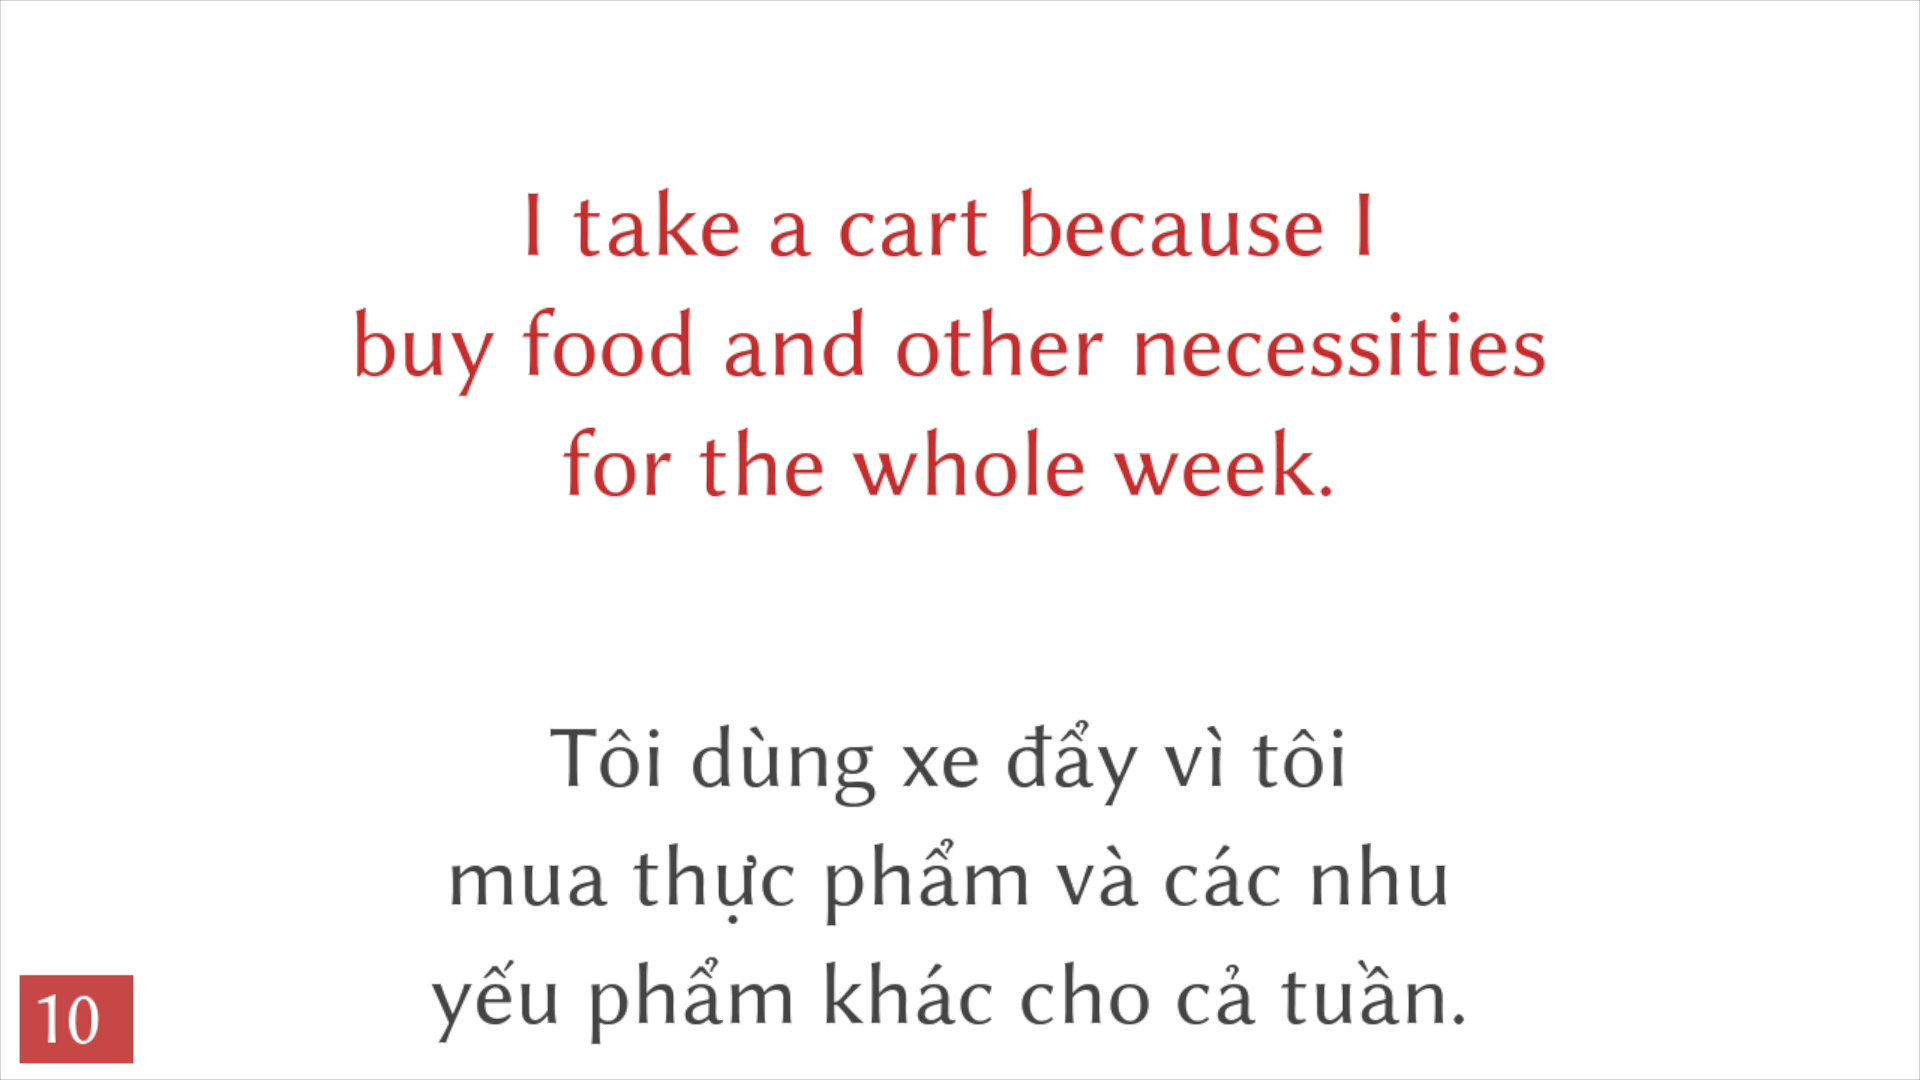 I take a cart because I
buy food and other necessities
for the whole week.
Tôi dùng xe đẩy vì tôi
mua thực phẩm và các nhu
yếu phẩm khác cho cả tuần.
10